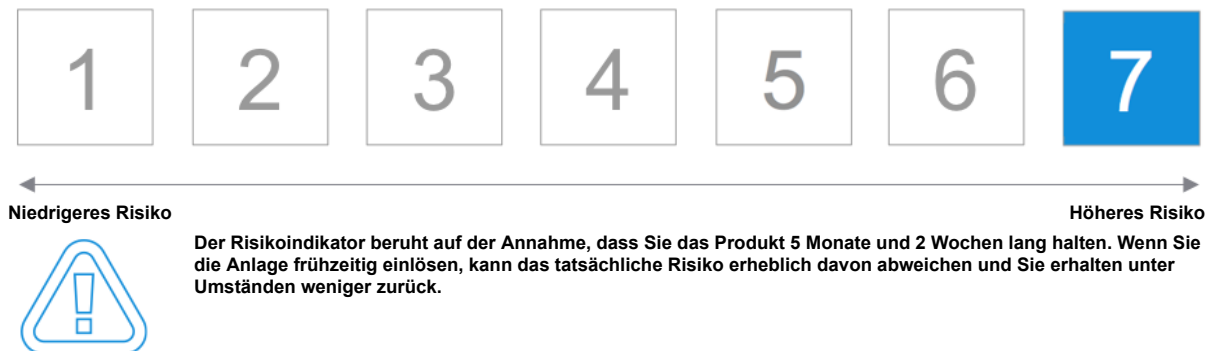 1 2 3 4 5 6 7
Niedrigeres Risiko Höheres Risiko
Der Risikoindikator beruht auf der Annahme, dass Sie das Produkt 5 Monate und 2 Wochen lang halten. Wenn Sie
die Anlage frühzeitig einlösen, kann das tatsächliche Risiko erheblich davon abweichen und Sie erhalten unter
Umständen weniger zurück.